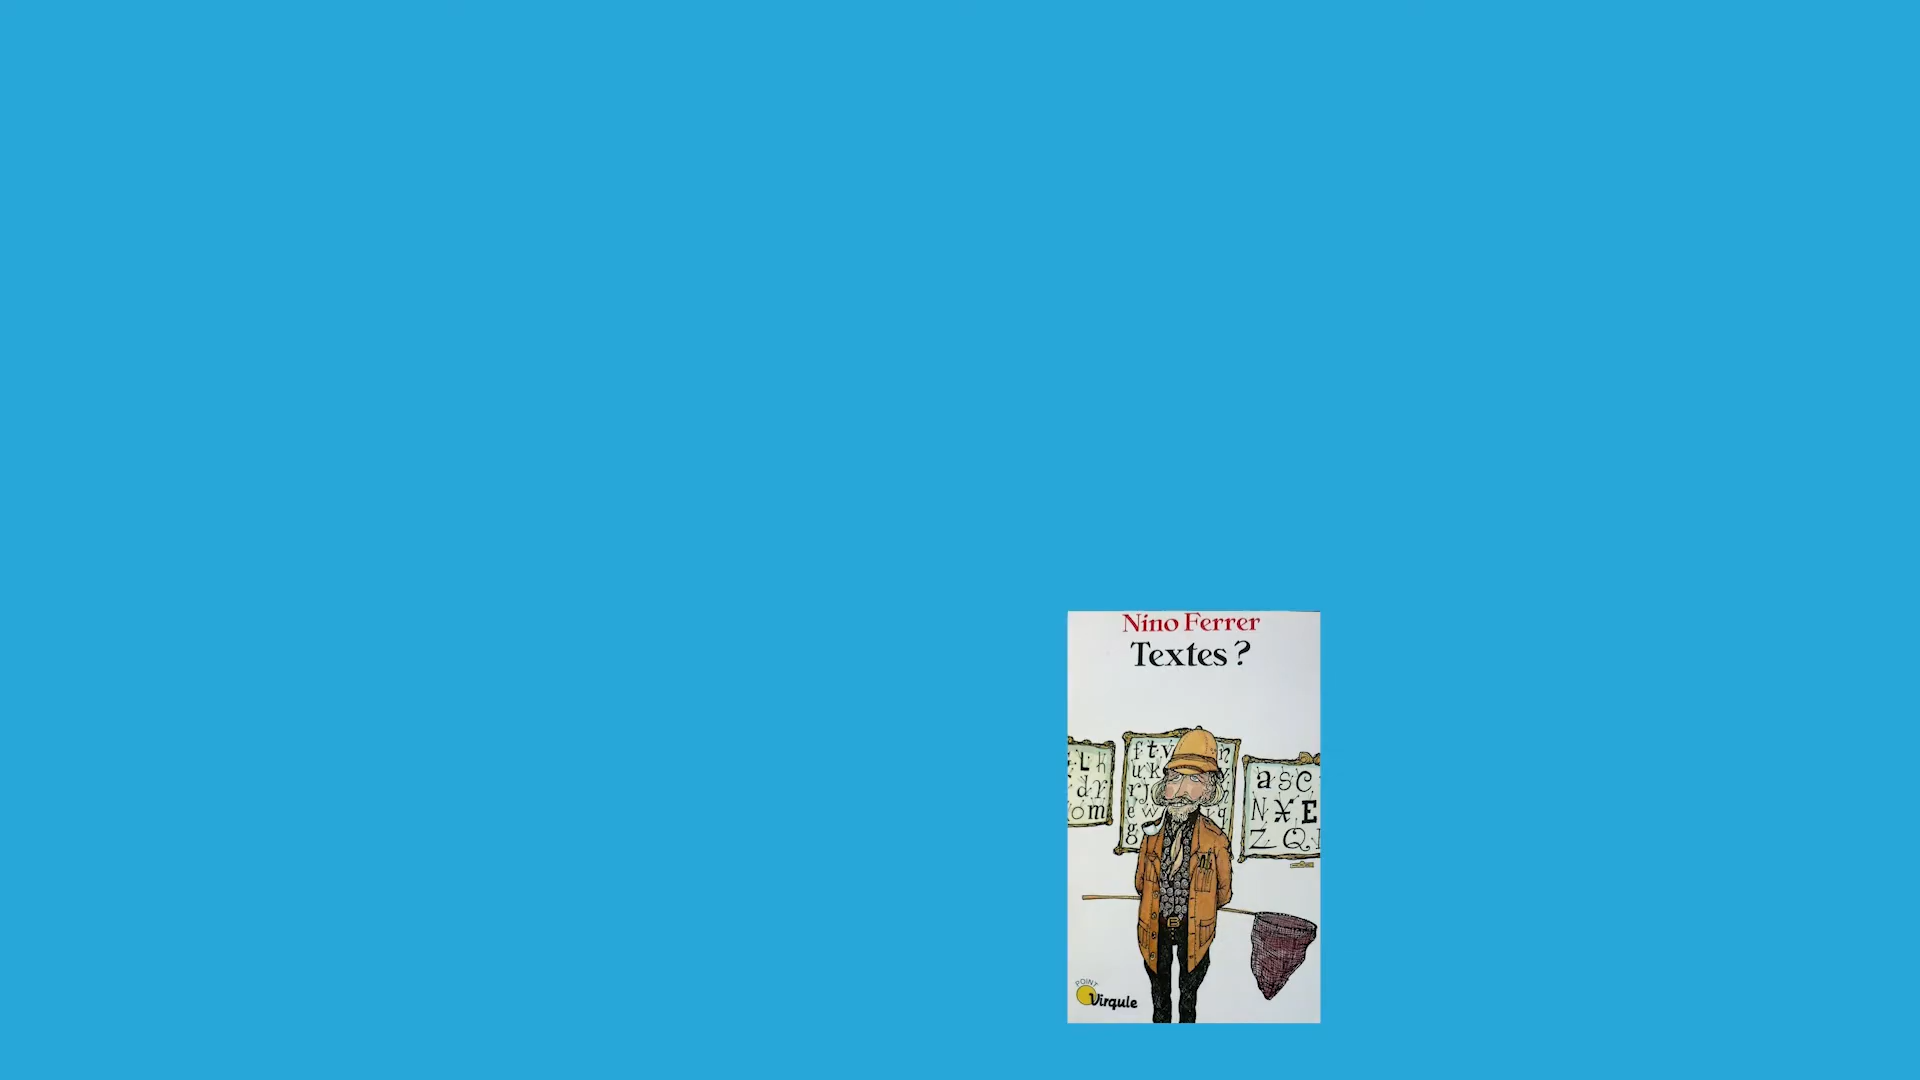 Nino Ferrer
Textes ?
L h
d r
o m
f t v n
u k v
r J
e w r q
g
a s c
N X E
Z Q
POINT
Virgule